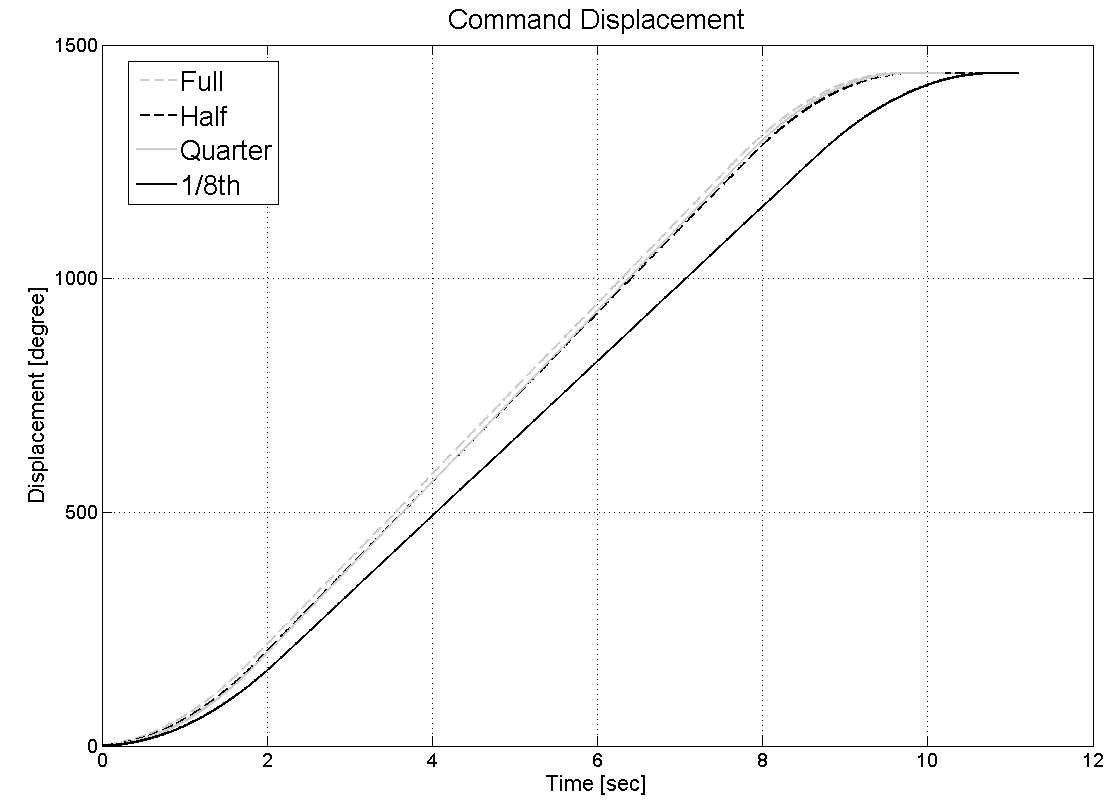 Command Displacement
1500
Full
Half
Quarter
1/8th
1000
Displacement [degree]
500
0
0 2 4 6 8 10 12
Time [sec]